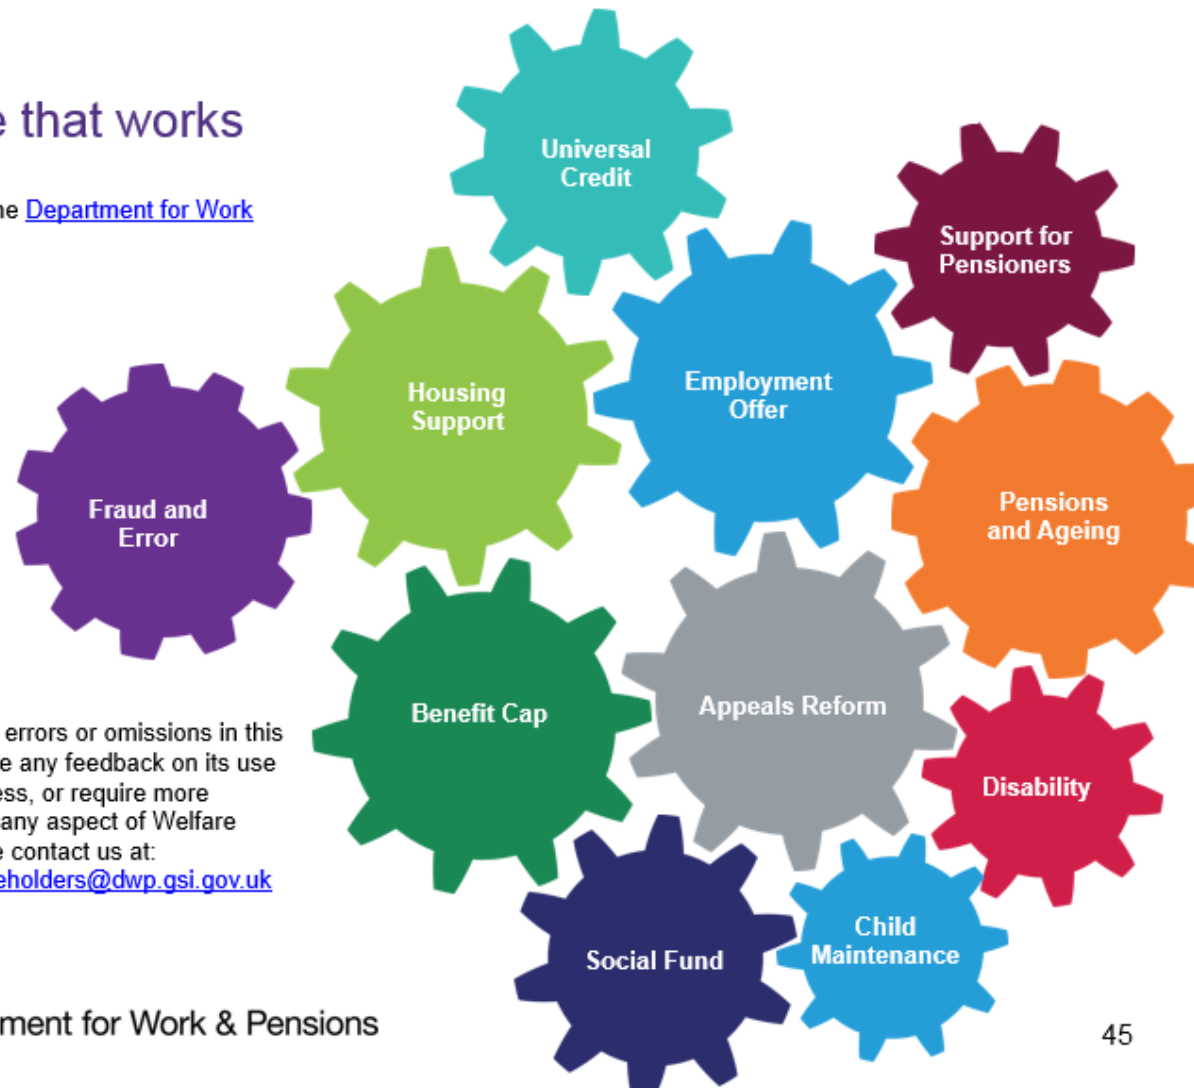 e that works
ne Department for Work
Universal
Credit
Support for
Pensioners
Housing
Support
Employment
Offer
Fraud and
Error
Pensions
and Ageing
Benefit Cap
Appeals Reform
Disability
errors or omissions in this
e any feedback on its use
ess, or require more
any aspect of Welfare
e contact us at:
eholders@dwp.gsi.gov.uk
Social Fund
Child
Maintenance
ment for Work & Pensions
45